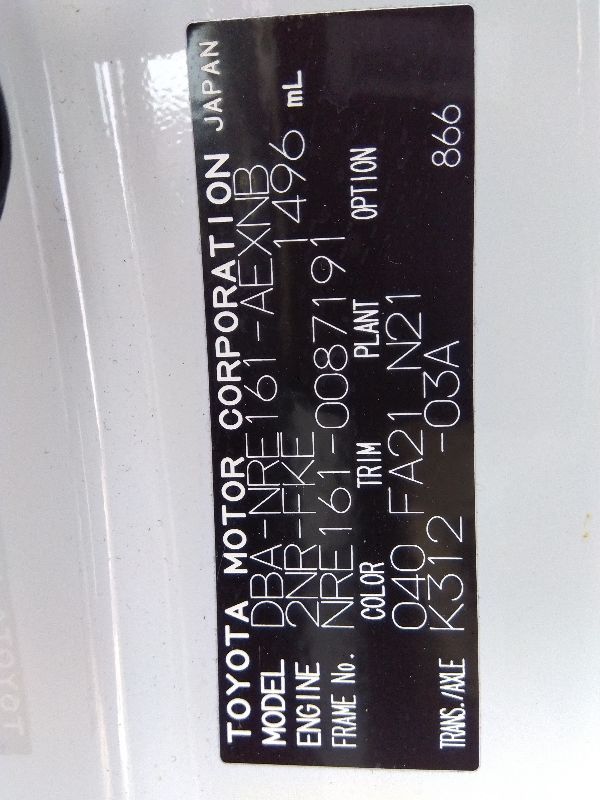 TOYOTA MOTOR CORPORATION JAPAN
MODEL DBA-NRE161-AEXNB
ENGINE 2NR-FKE 1496 mL
FRAME No. NRE161-0087191
COLOR TRIM PLANT OPTION
040 FA21 N21
TRANS./AXLE K312 -03A 866